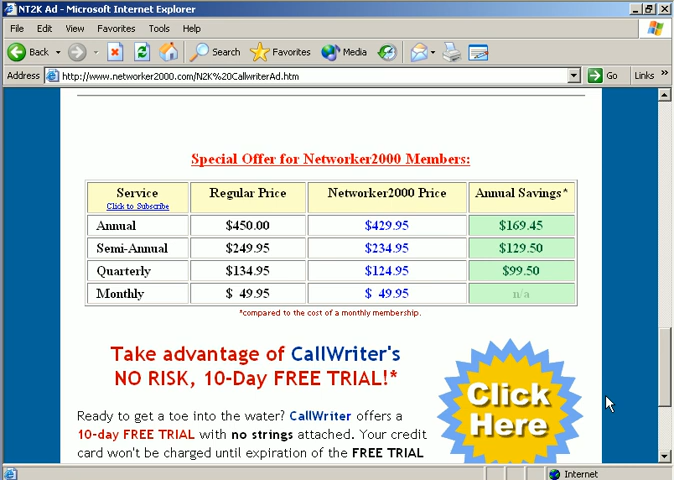 NT2K Ad - Microsoft Internet Explorer
File Edit View Favorites Tools Help
Back Search Favorites Media
Address http://www.networker2000.com/N2K%20CallwriterAd.htm Go Links »
Special Offer for Networker2000 Members:
Service Regular Price Networker2000 Price Annual Savings*
Click to Subscribe
Annual $450.00 $429.95 $169.45
Semi-Annual $249.95 $234.95 $129.50
Quarterly $134.95 $124.95 $99.50
Monthly $ 49.95 $ 49.95 n/a
*compared to the cost of a monthly membership.
Take advantage of CallWriter's
NO RISK, 10-Day FREE TRIAL!*
Click
Here
Ready to get a toe into the water? CallWriter offers a
10-day FREE TRIAL with no strings attached. Your credit
card won't be charged until expiration of the FREE TRIAL
Internet